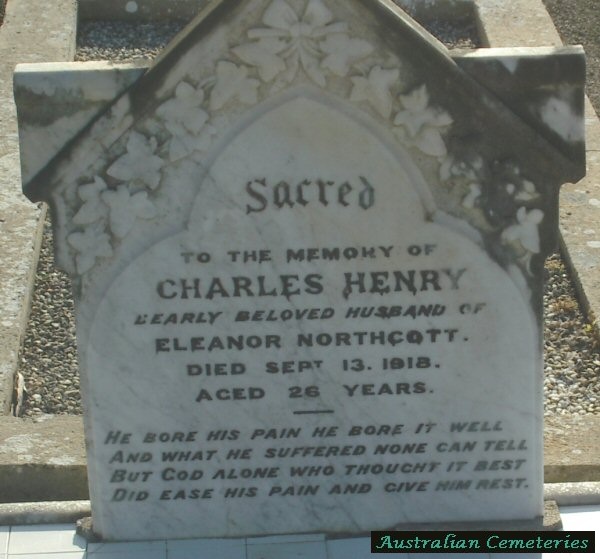 Sacred
TO THE MEMORY OF
CHARLES HENRY
DEARLY BELOVED HUSBAND OF
ELEANOR NORTHCOTT.
DIED SEPT 13. 1918.
AGED 26 YEARS.
HE BORE HIS PAIN HE BORE IT WELL
AND WHAT HE SUFFERED NONE CAN TELL
BUT GOD ALONE WHO THOUGHT IT BEST
DID EASE HIS PAIN AND GIVE HIM REST.
Australian Cemeteries